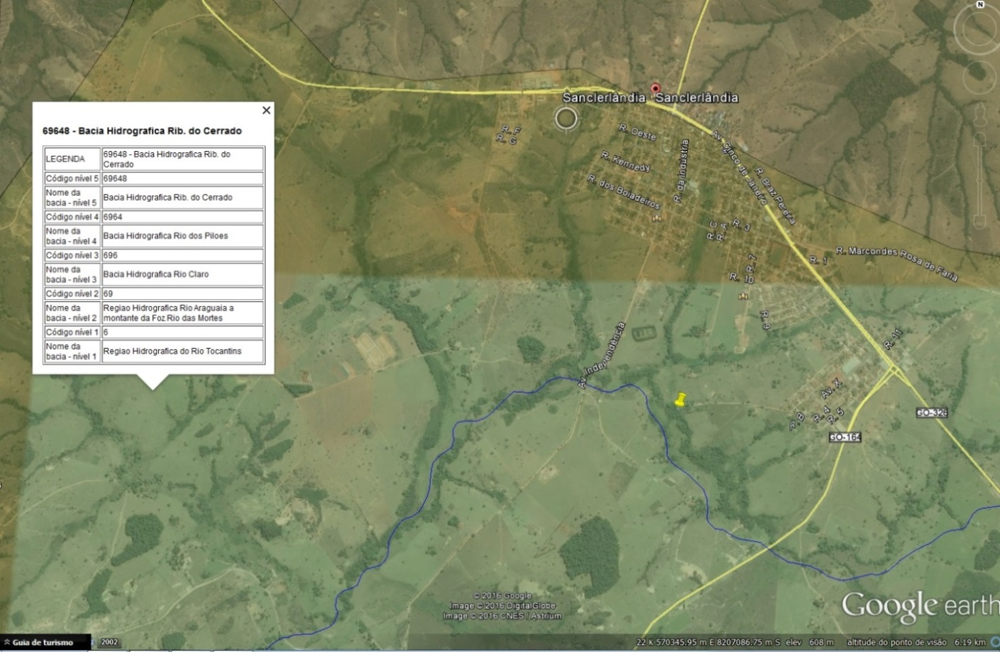 N
Sanclerlândia
Sanclerlândia
69648 - Bacia Hidrografica Rib. do Cerrado
LEGENDA
69648 - Bacia Hidrografica Rib. do
Cerrado
Código nível 5
69648
Nome da
bacia - nível 5
Bacia Hidrografica Rib. do Cerrado
Código nível 4
6964
Nome da
bacia - nível 4
Bacia Hidrografica Rio dos Piloes
Código nível 3
696
Nome da
bacia - nível 3
Bacia Hidrografica Rio Claro
Código nível 2
69
Nome da
bacia - nível 2
Regiao Hidrografica Rio Araguaia a
montante da Foz Rio das Mortes
Código nível 1
6
Nome da
bacia - nível 1
Regiao Hidrografica do Rio Tocantins
R. F
R. G
R. Oeste
R. Kennedy
R. dos Boiadeiros
R. da Industria
Av. Cinco de Janeiro
R. Braz Pereira
R. C
R. A
R. 3
R. 7
R. 10
R. 1
R. Marcondes Rosa de Faria
R. 9
R. 11
Av. Independência
Av. X
R. 4
R. 5
GO-326
GO-164
© 2016 Google
Image © 2016 DigitalGlobe
Image © 2016 CNES / Astrium
Google earth
Guia de turismo
2002
22 K 570345.95 m E 8207086.75 m S elev 608 m altitude do ponto de visão 6.19 km